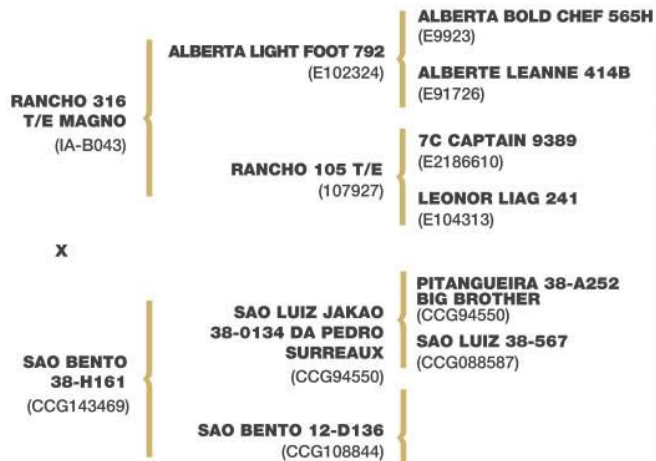 RANCHO 316
T/E MAGNO
(IA-B043)
ALBERTA LIGHT FOOT 792
(E102324)
ALBERTA BOLD CHEF 565H
(E9923)
ALBERTE LEANNE 414B
(E91726)
RANCHO 105 T/E
(107927)
7C CAPTAIN 9389
(E2186610)
LEONOR LIAG 241
(E104313)
X
SAO BENTO
38-H161
(CCG143469)
SAO LUIZ JAKAO
38-0134 DA PEDRO
SURREAUX
(CCG94550)
PITANGUEIRA 38-A252
BIG BROTHER
(CCG94550)
SAO LUIZ 38-567
(CCG088587)
SAO BENTO 12-D136
(CCG108844)